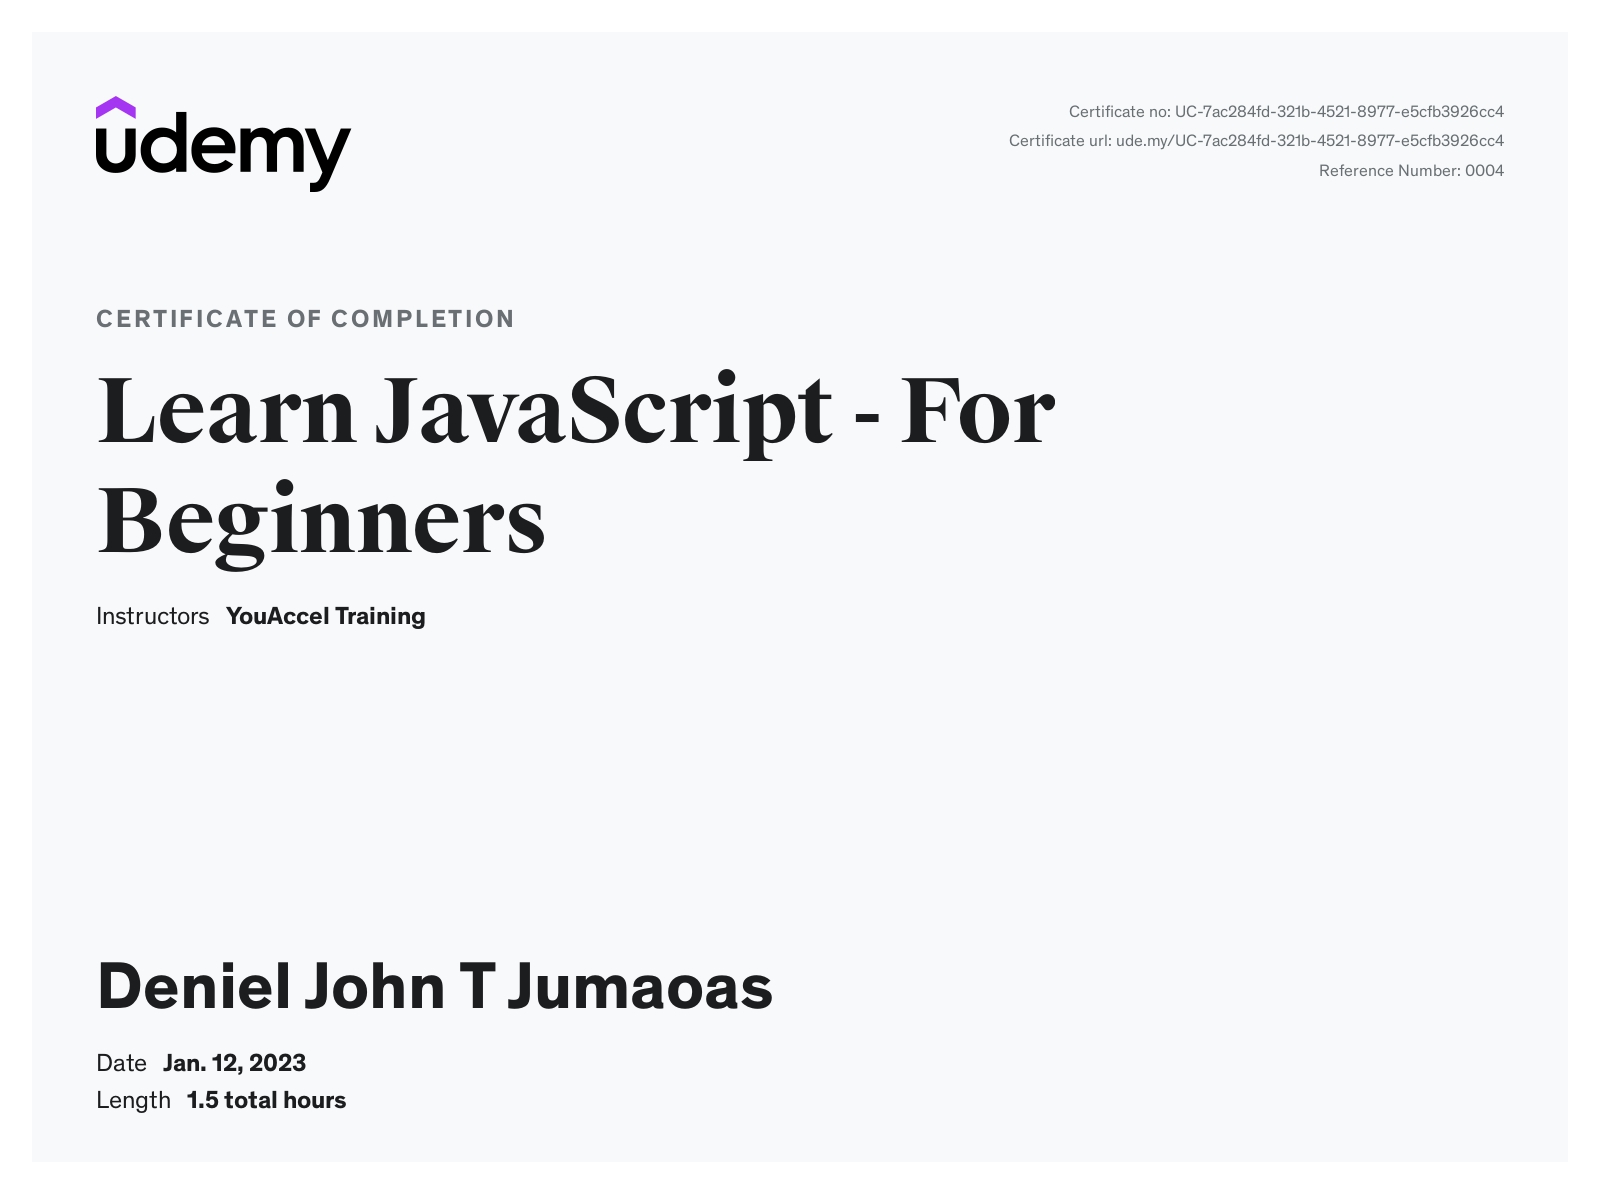 udemy
Certificate no: UC-7ac284fd-321b-4521-8977-e5cfb3926cc4
Certificate url: ude.my/UC-7ac284fd-321b-4521-8977-e5cfb3926cc4
Reference Number: 0004
CERTIFICATE OF COMPLETION
Learn JavaScript - For
Beginners
Instructors YouAccel Training
Deniel John T Jumaoas
Date Jan. 12, 2023
Length 1.5 total hours